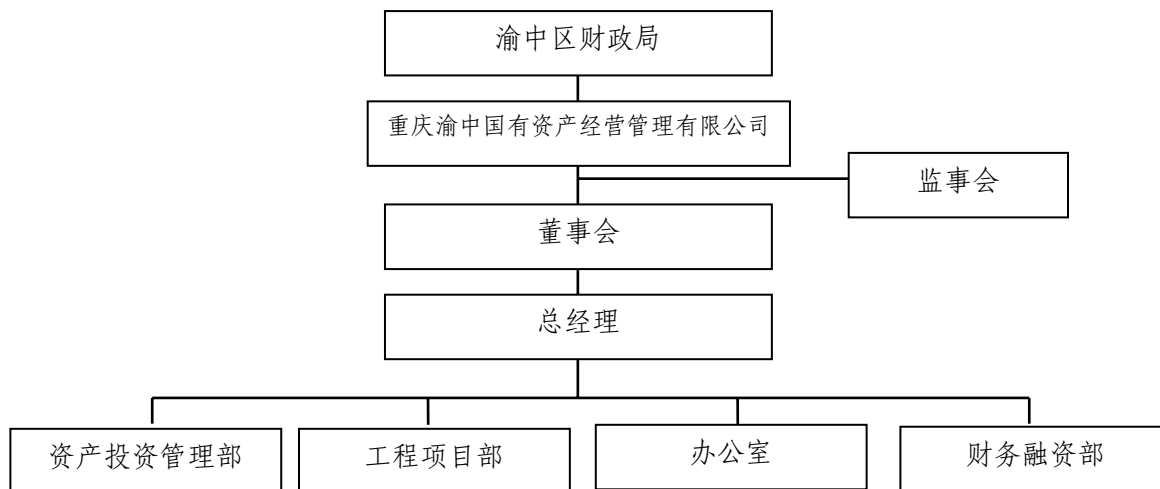 渝中区财政局
重庆渝中国有资产经营管理有限公司
监事会
董事会
总经理
资产投资管理部
工程项目部
办公室
财务融资部